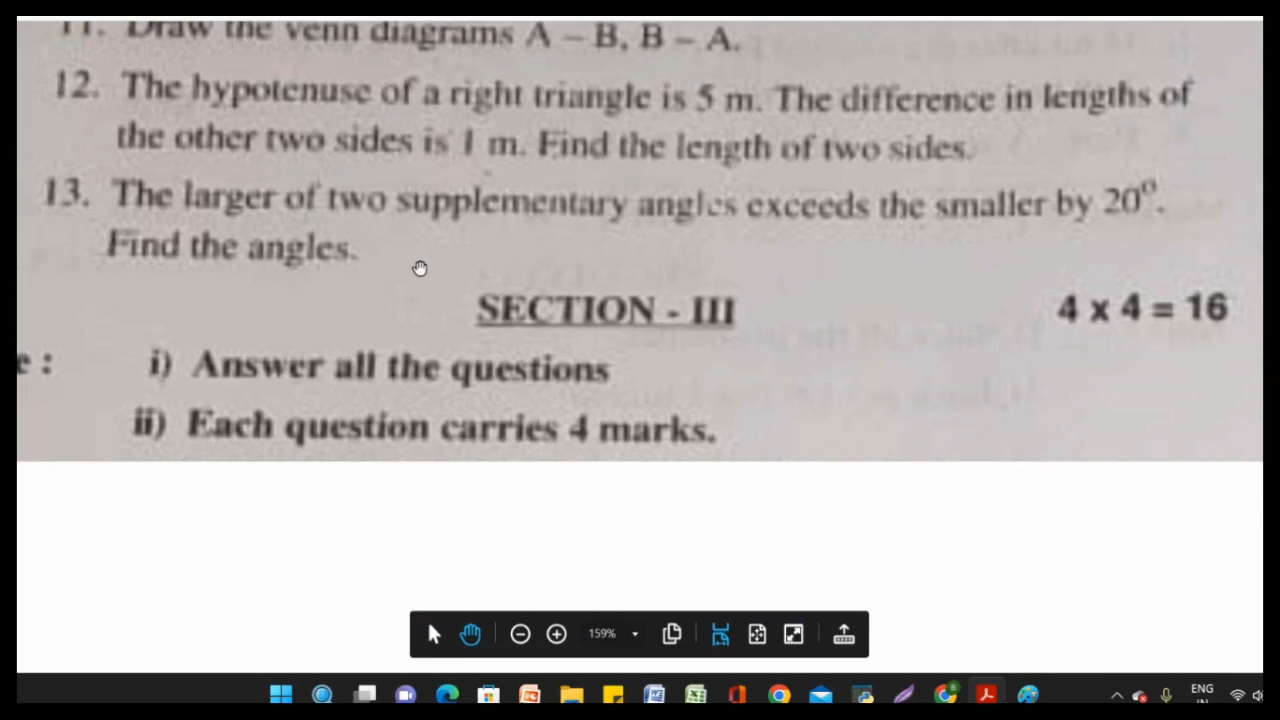 11. Draw the venn diagrams A – B, B – A.
12. The hypotenuse of a right triangle is 5 m. The difference in lengths of
the other two sides is 1 m. Find the length of two sides.
13. The larger of two supplementary angles exceeds the smaller by 20⁰.
Find the angles.
SECTION - III 4 x 4 = 16
e : i) Answer all the questions
ii) Each question carries 4 marks.
159%
ENG
IN